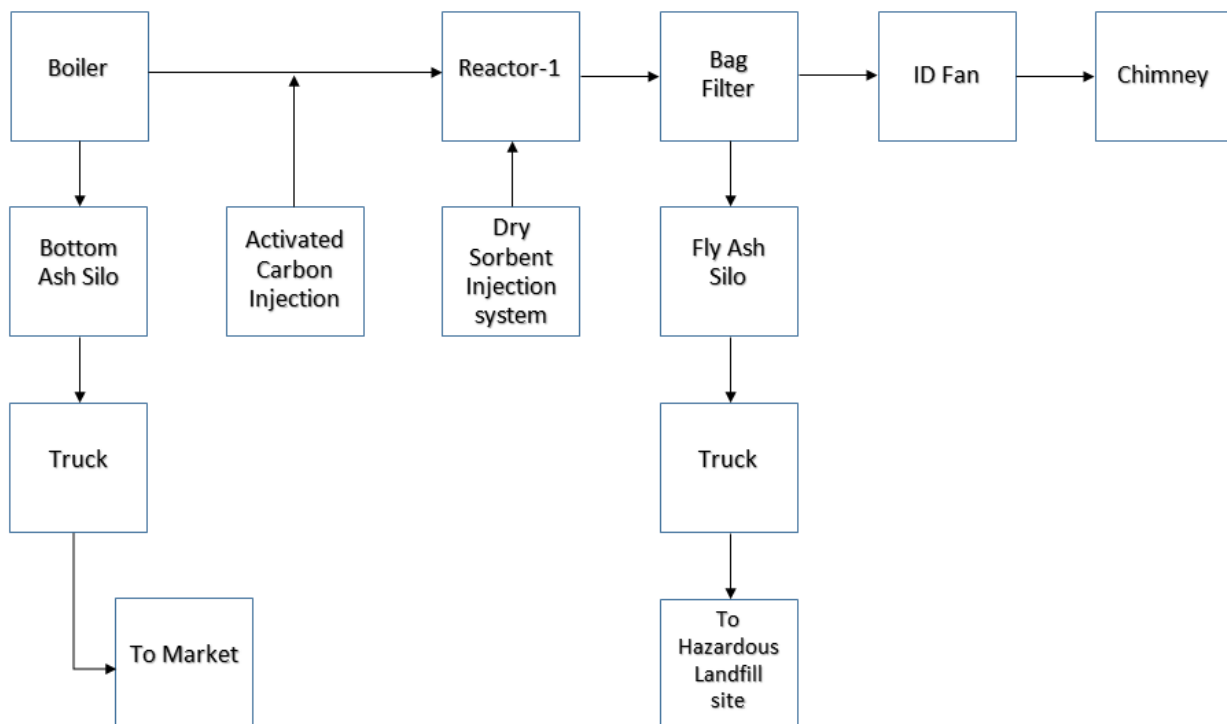 Boiler
Reactor-1
Bag
Filter
ID Fan
Chimney
Bottom
Ash Silo
Activated
Carbon
Injection
Dry
Sorbent
Injection
system
Fly Ash
Silo
Truck
Truck
To Market
To
Hazardous
Landfill
site